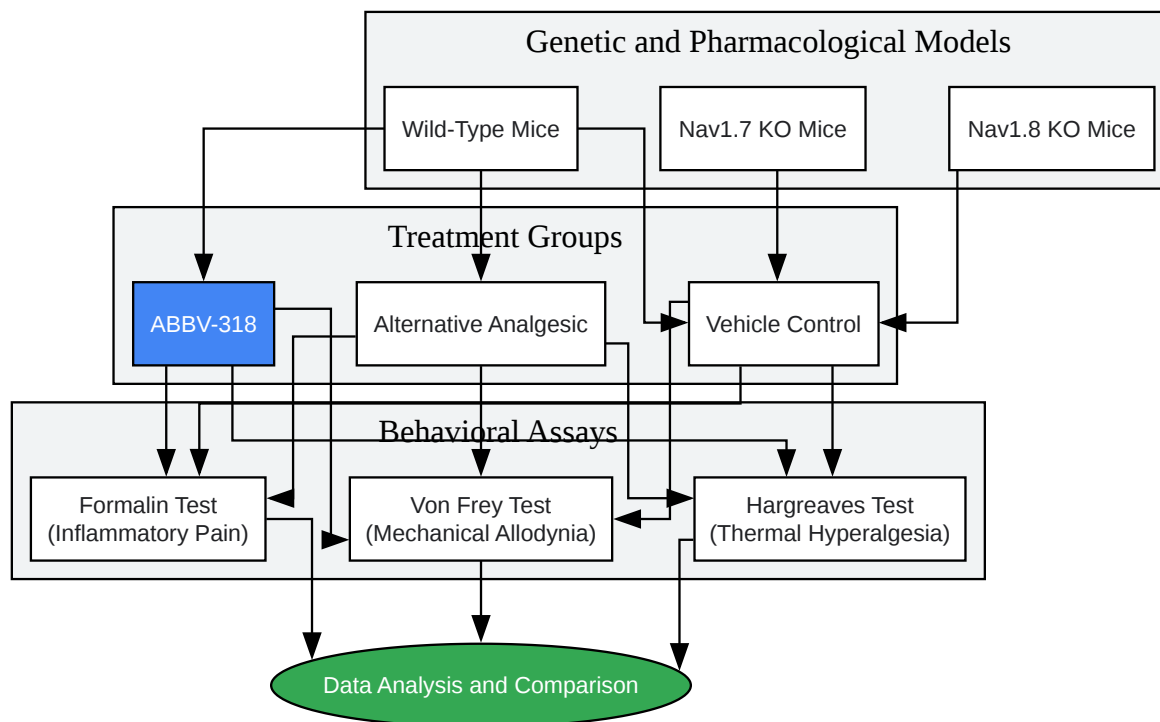 Genetic and Pharmacological Models
Wild-Type Mice
Nav1.7 KO Mice
Nav1.8 KO Mice
Treatment Groups
ABBV-318
Alternative Analgesic
Vehicle Control
Behavioral Assays
Formalin Test
(Inflammatory Pain)
Von Frey Test
(Mechanical Allodynia)
Hargreaves Test
(Thermal Hyperalgesia)
Data Analysis and Comparison